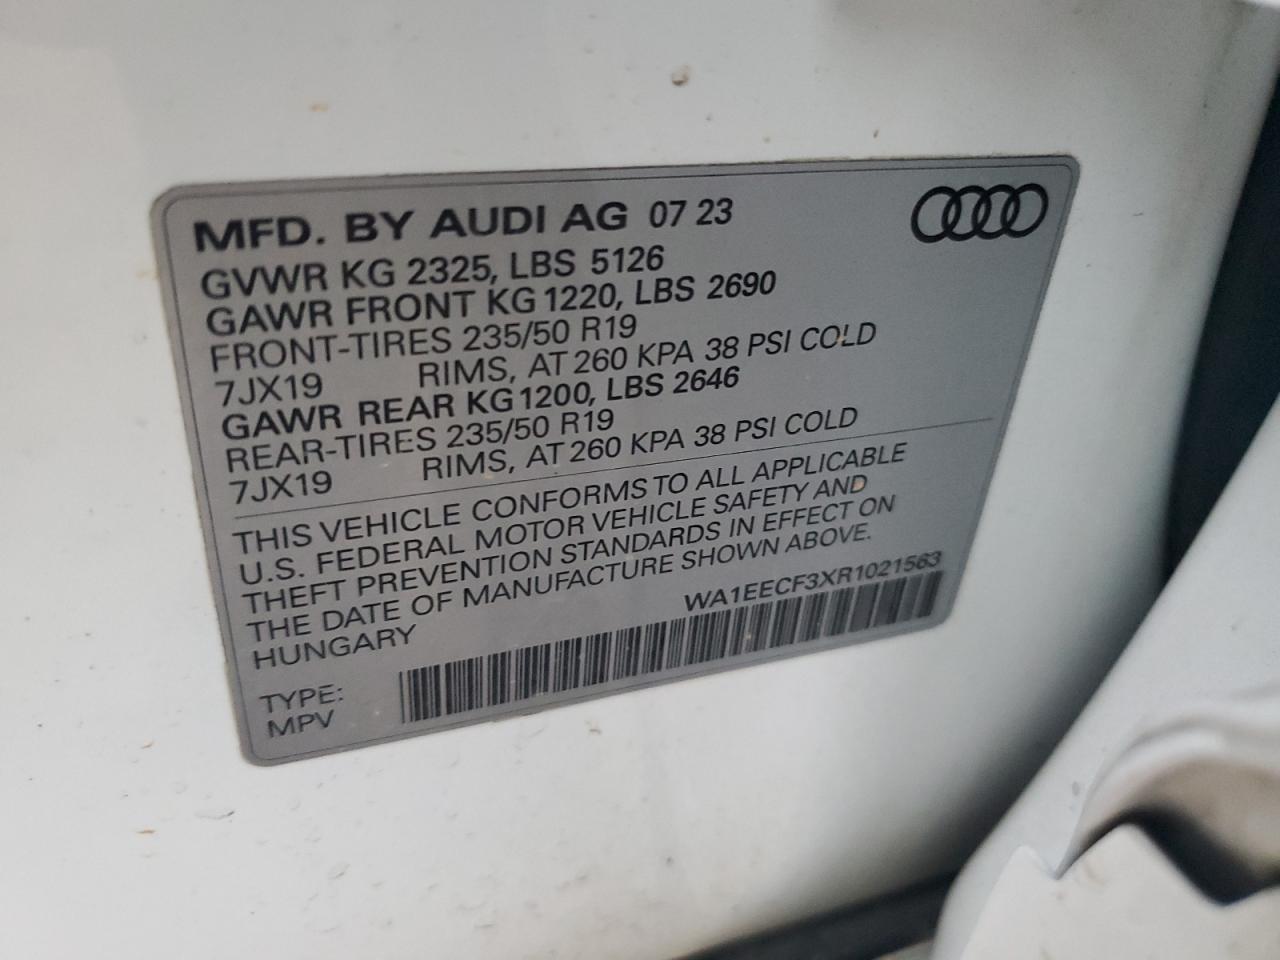 MFD. BY AUDI AG 07 23
GVWR KG 2325, LBS 5126
GAWR FRONT KG 1220, LBS 2690
FRONT-TIRES 235/50 R19
7JX19 RIMS, AT 260 KPA 38 PSI COLD
GAWR REAR KG 1200, LBS 2646
REAR-TIRES 235/50 R19
7JX19 RIMS, AT 260 KPA 38 PSI COLD
THIS VEHICLE CONFORMS TO ALL APPLICABLE
U.S. FEDERAL MOTOR VEHICLE SAFETY AND
THEFT PREVENTION STANDARDS IN EFFECT ON
THE DATE OF MANUFACTURE SHOWN ABOVE.
HUNGARY
WA1EECF3XR1021563
TYPE:
MPV